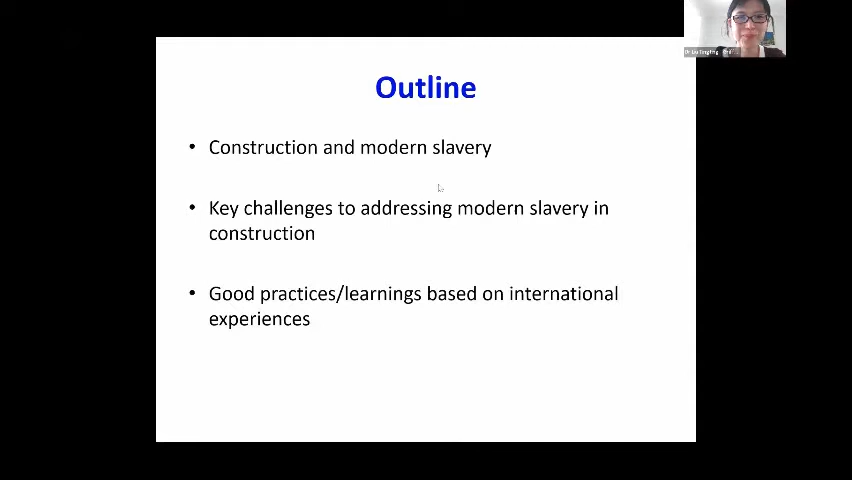 Outline
• Construction and modern slavery
• Key challenges to addressing modern slavery in
construction
• Good practices/learnings based on international
experiences